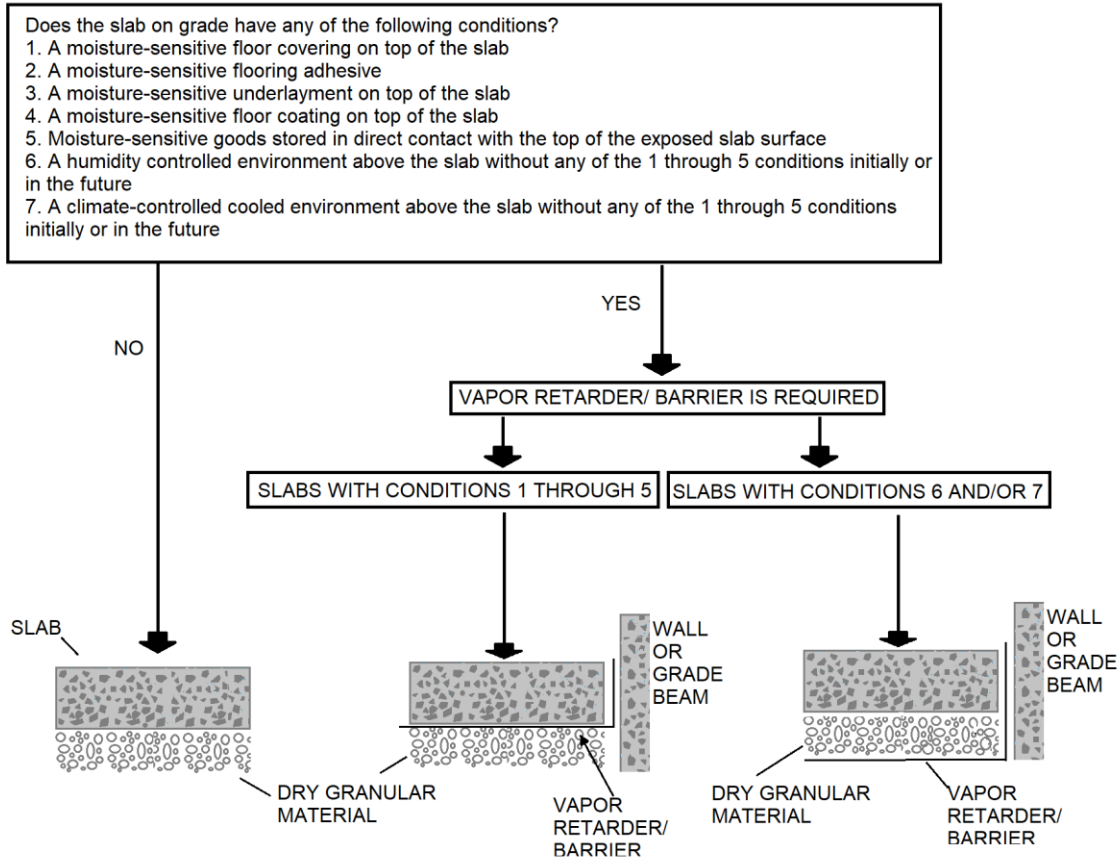 Does the slab on grade have any of the following conditions?
1. A moisture-sensitive floor covering on top of the slab
2. A moisture-sensitive flooring adhesive
3. A moisture-sensitive underlayment on top of the slab
4. A moisture-sensitive floor coating on top of the slab
5. Moisture-sensitive goods stored in direct contact with the top of the exposed slab surface
6. A humidity controlled environment above the slab without any of the 1 through 5 conditions initially or
in the future
7. A climate-controlled cooled environment above the slab without any of the 1 through 5 conditions
initially or in the future
YES
NO
VAPOR RETARDER/ BARRIER IS REQUIRED
SLABS WITH CONDITIONS 1 THROUGH 5
SLABS WITH CONDITIONS 6 AND/OR 7
SLAB
WALL
OR
GRADE
BEAM
WALL
OR
GRADE
BEAM
DRY GRANULAR
MATERIAL
VAPOR
RETARDER/
BARRIER
DRY GRANULAR
MATERIAL
VAPOR
RETARDER/
BARRIER